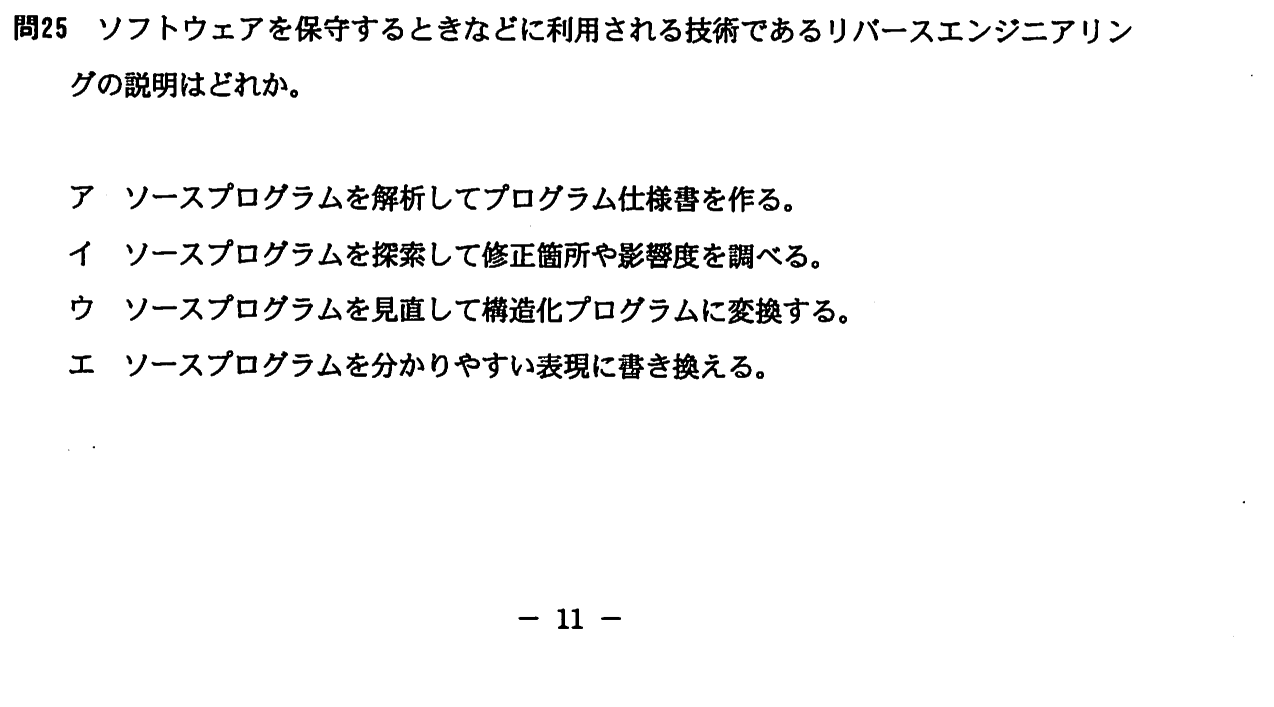 問25 ソフトウェアを保守するときなどに利用される技術であるリバースエンジニアリン
グの説明はどれか。
ア ソースプログラムを解析してプログラム仕様書を作る。
イ ソースプログラムを探索して修正箇所や影響度を調べる。
ウ ソースプログラムを見直して構造化プログラムに変換する。
エ ソースプログラムを分かりやすい表現に書き換える。
－ 11 －